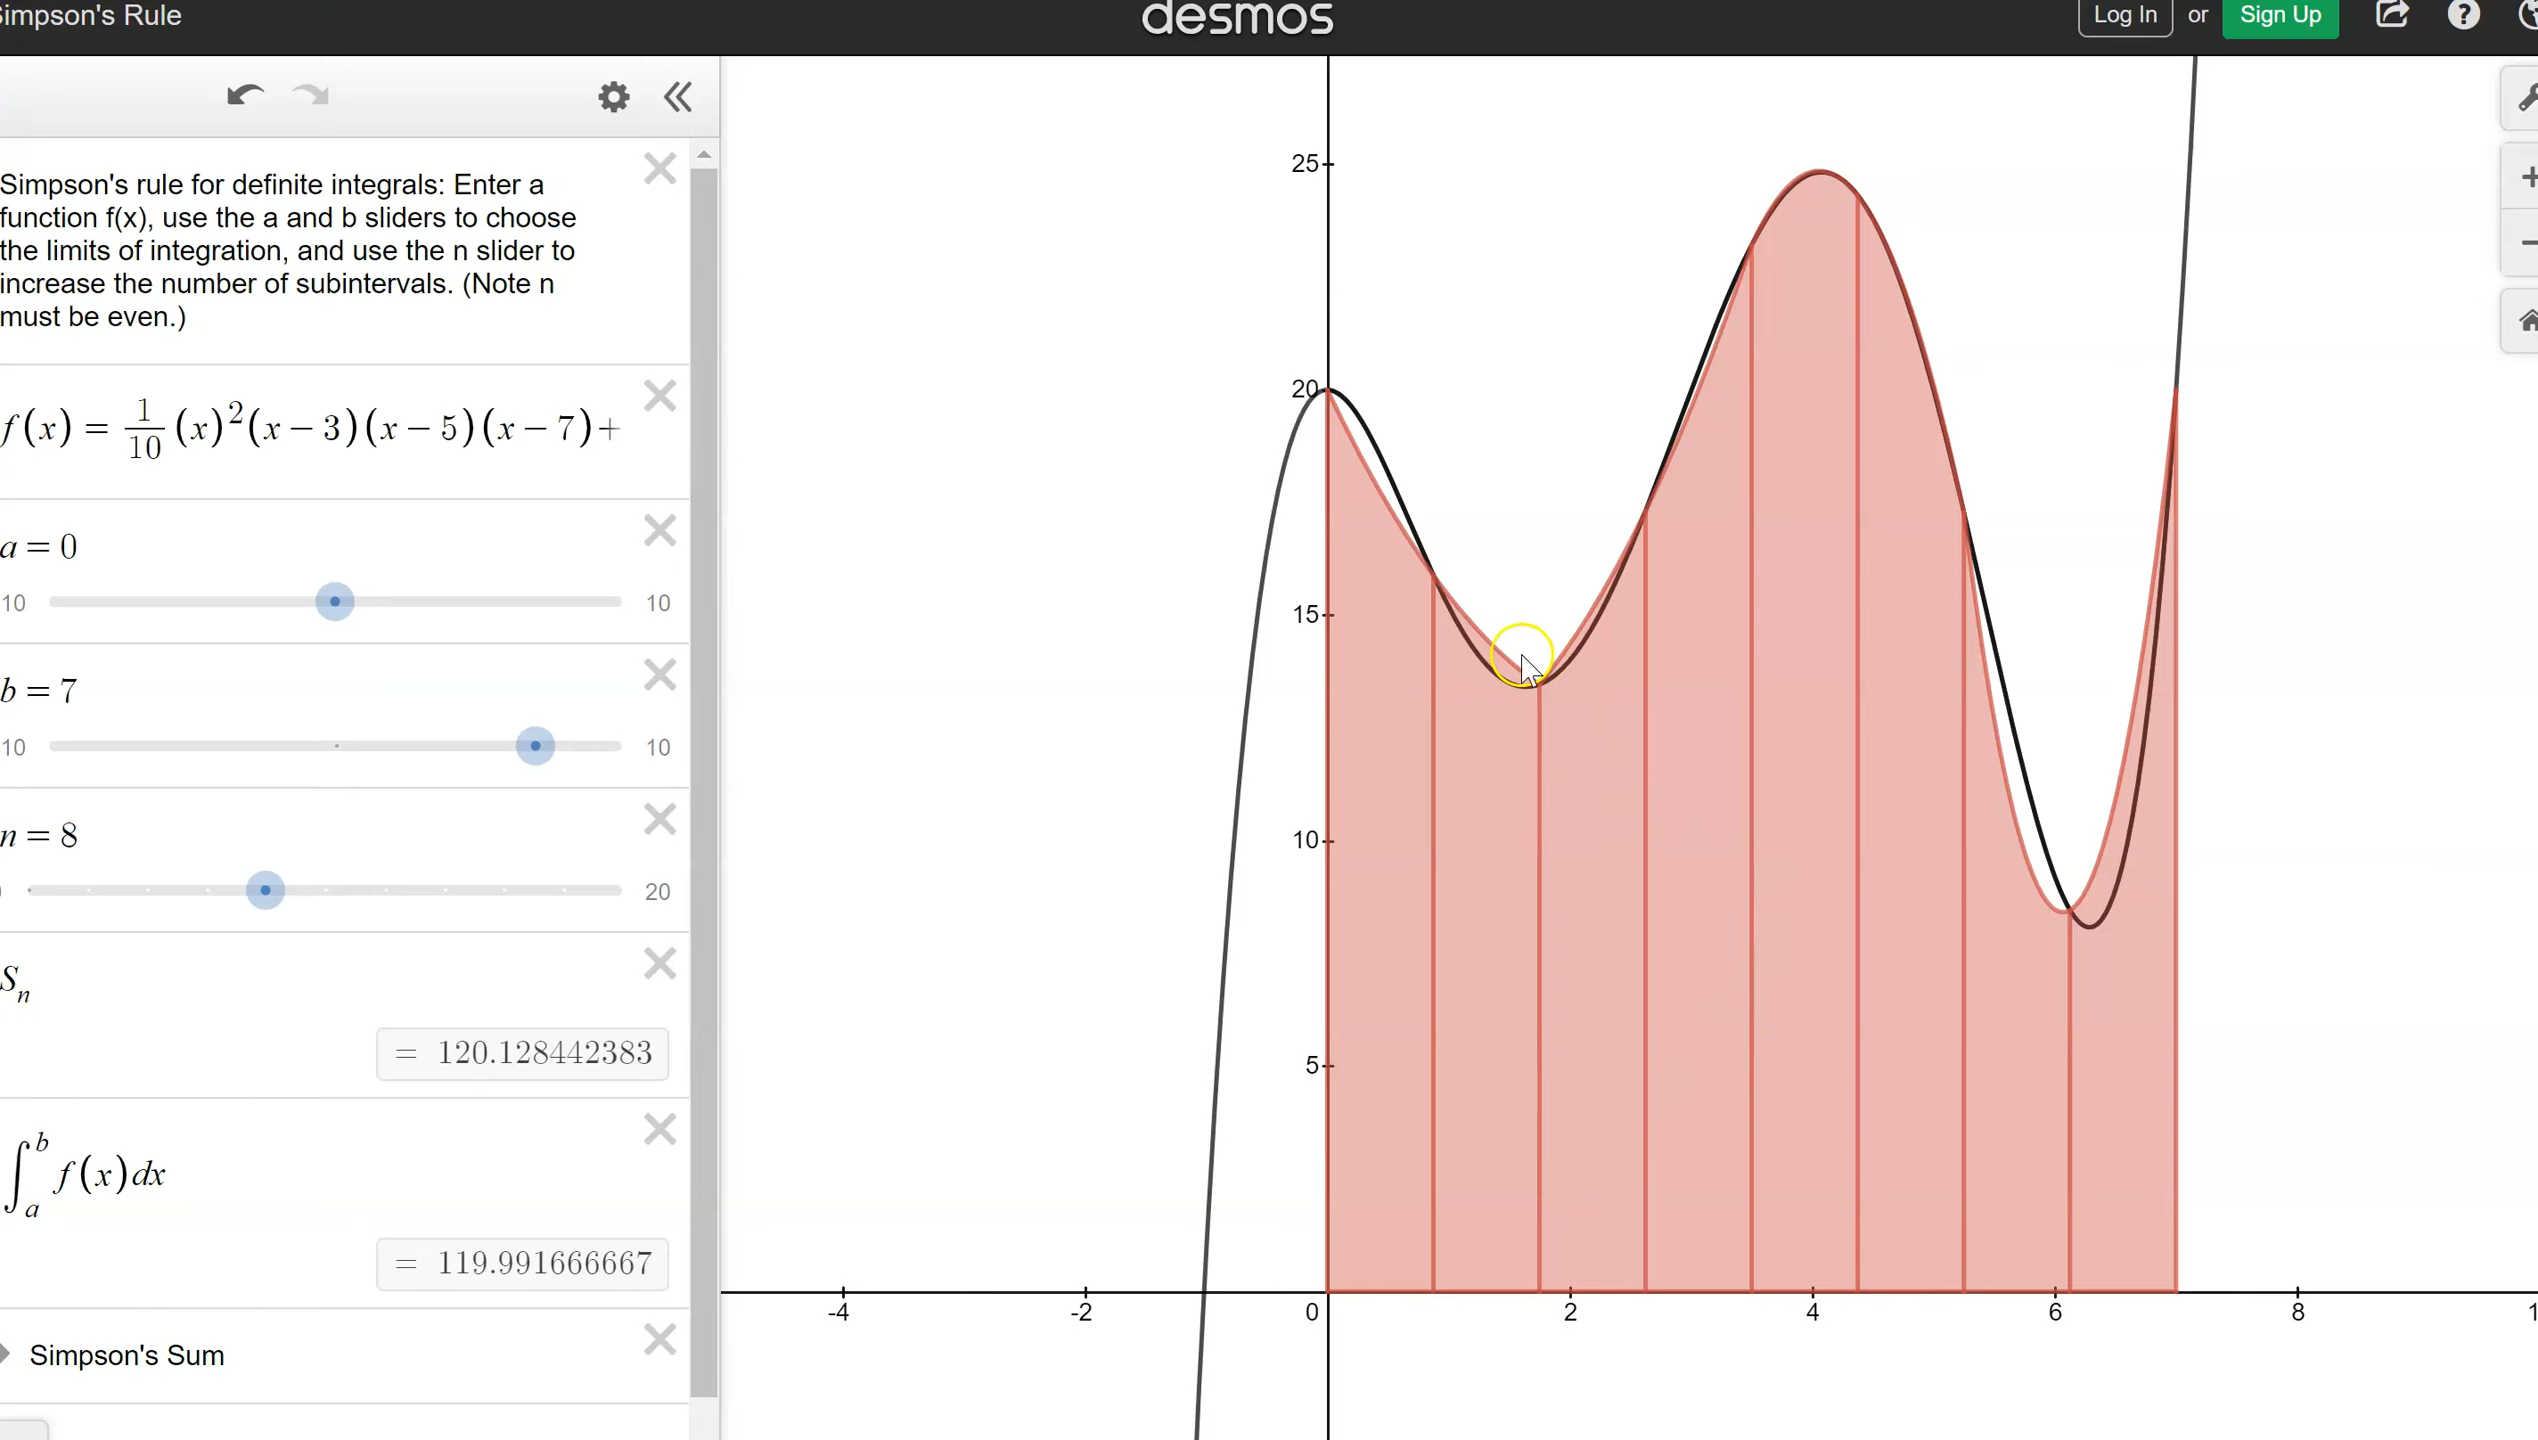 impson's Rule
desmos
Log In or Sign Up
Simpson's rule for definite integrals: Enter a
function f(x), use the a and b sliders to choose
the limits of integration, and use the n slider to
increase the number of subintervals. (Note n
must be even.)
f(x) = \frac{1}{10}(x)^2(x − 3)(x − 5)(x − 7)+
a = 0
10 10
b = 7
10 10
n = 8
20
S_n
= 120.128442383
∫_a^b f(x)dx
= 119.991666667
Simpson's Sum
25
20
15
10
5
-4 -2 0 2 4 6 8 1